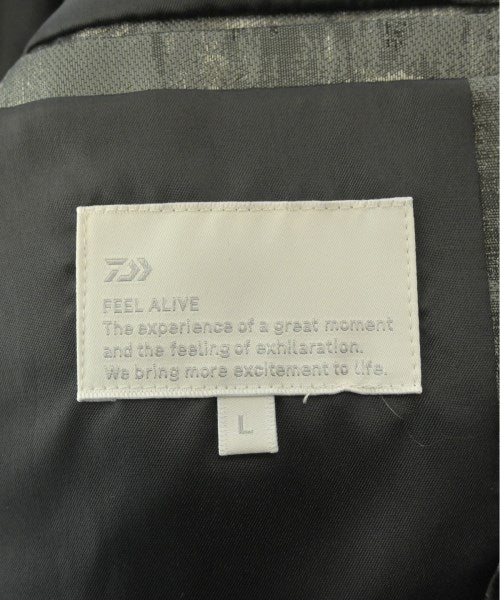 FEEL ALIVE
The experience of a great moment
and the feeling of exhilaration.
We bring more excitement to life.
L